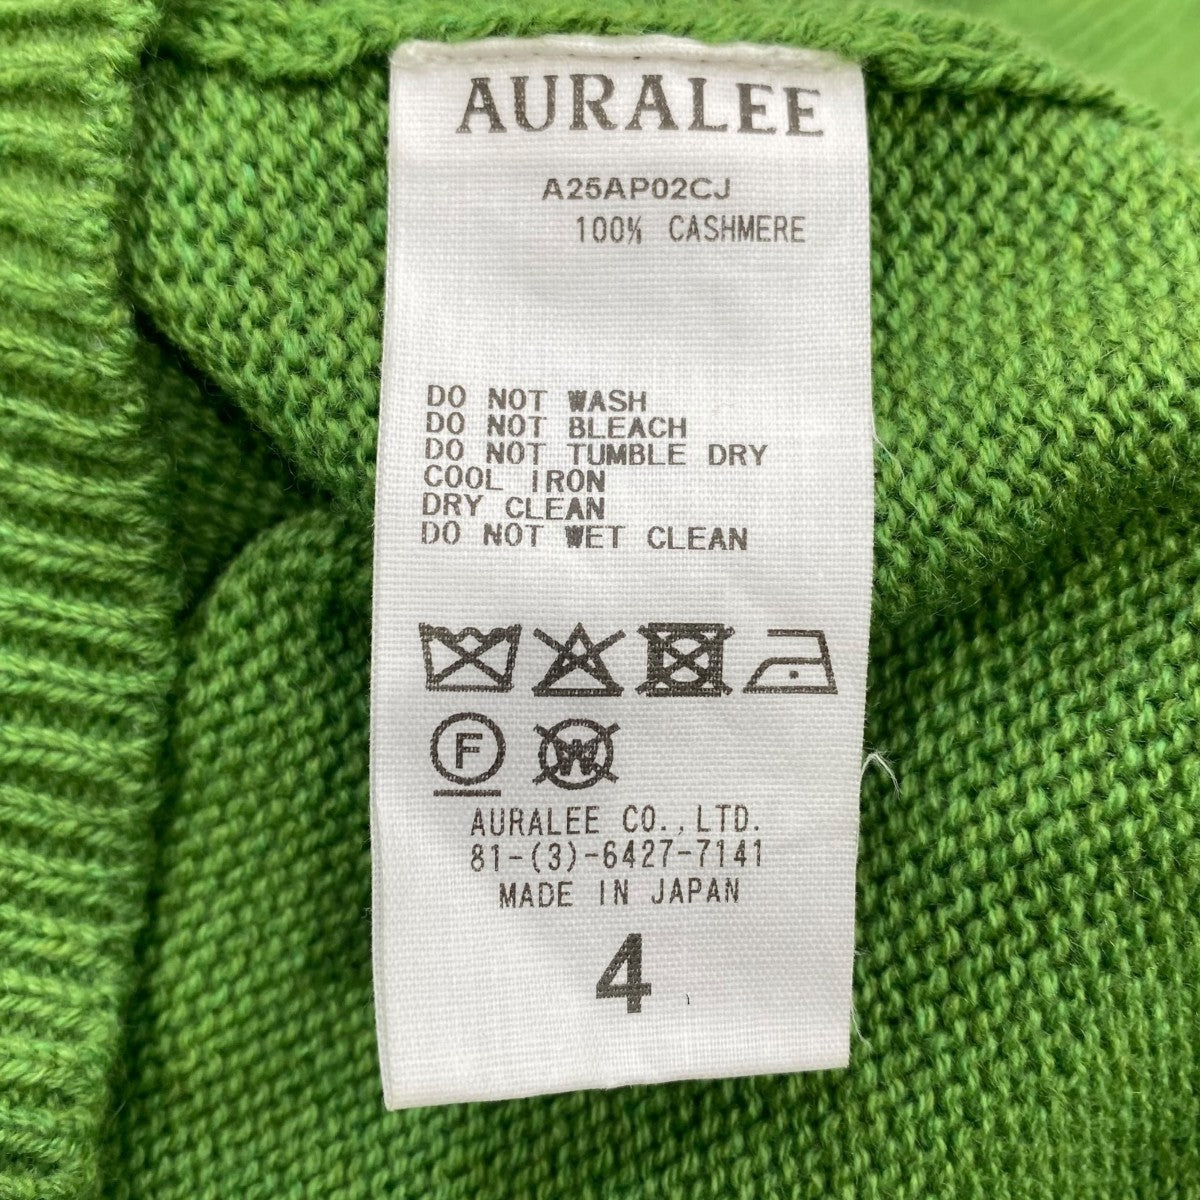 AURALEE
A25AP02CJ
100% CASHMERE
DO NOT WASH
DO NOT BLEACH
DO NOT TUMBLE DRY
COOL IRON
DRY CLEAN
DO NOT WET CLEAN
F W
AURALEE CO.,LTD.
81-(3)-6427-7141
MADE IN JAPAN
4